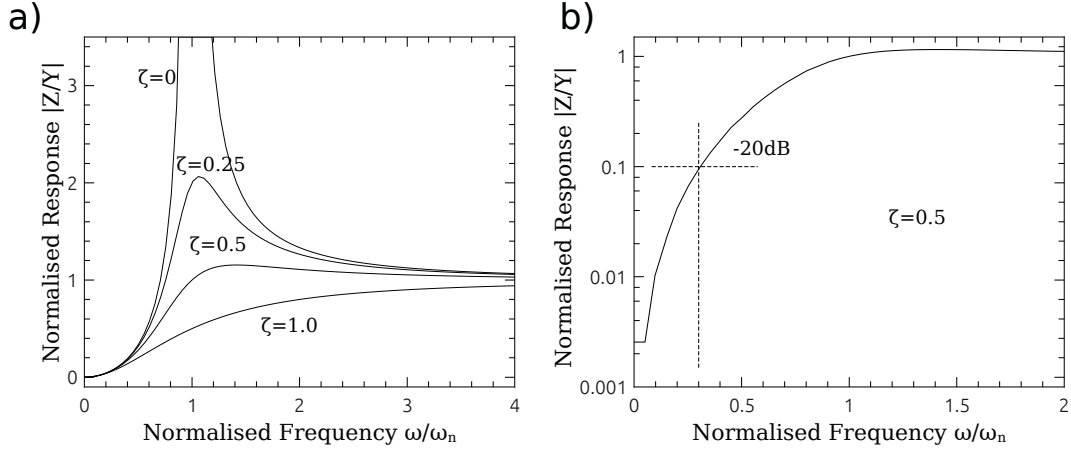 a)
Normalised Response |Z/Y|
3
2
1
0
ζ=0
ζ=0.25
ζ=0.5
ζ=1.0
0 1 2 3 4
Normalised Frequency ω/ωn
b)
Normalised Response |Z/Y|
1
0.1
0.01
0.001
-20dB
ζ=0.5
0 0.5 1 1.5 2
Normalised Frequency ω/ωn